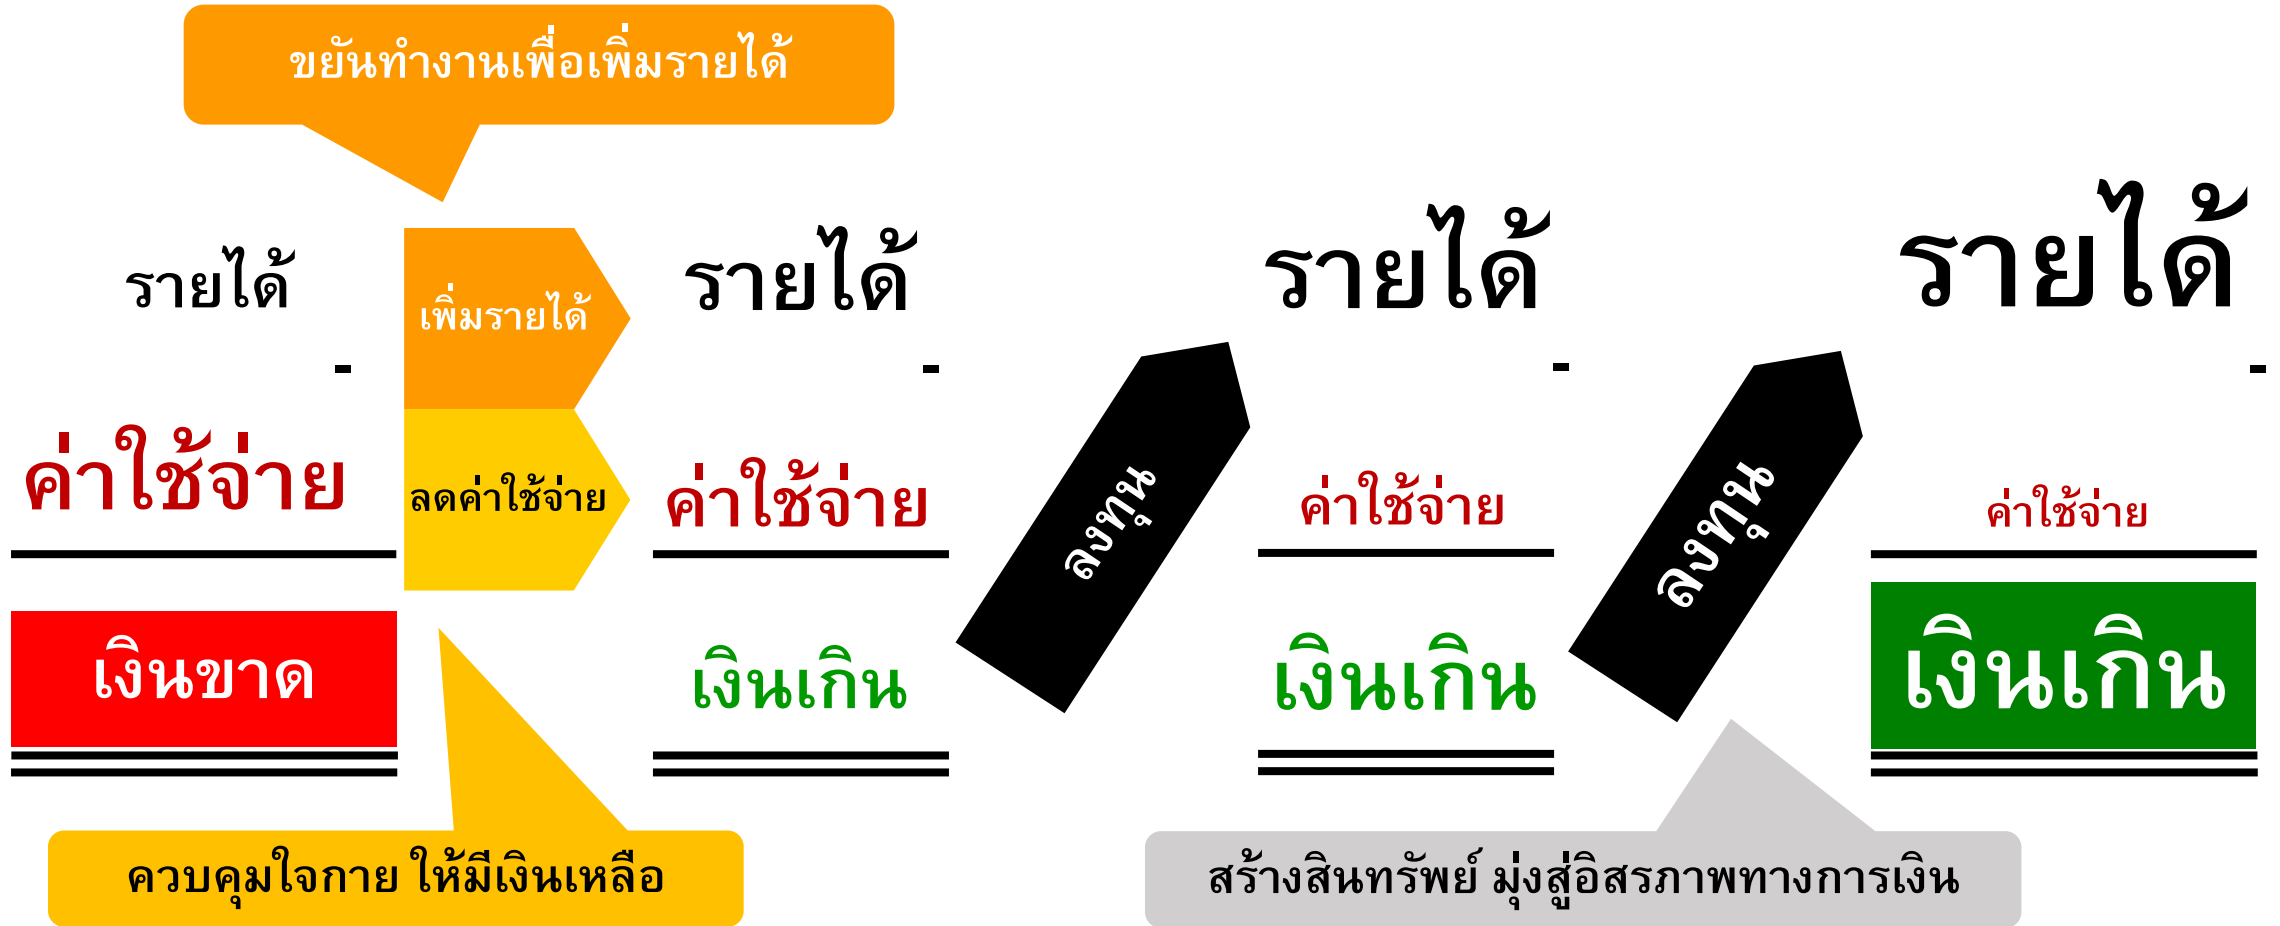 ขยันทำงานเพื่อเพิ่มรายได้
รายได้
-
ค่าใช้จ่าย
เงินขาด
เพิ่มรายได้
ลดค่าใช้จ่าย
รายได้
-
ค่าใช้จ่าย
เงินเกิน
ลงทุน
รายได้
-
ค่าใช้จ่าย
เงินเกิน
ลงทุน
รายได้
-
ค่าใช้จ่าย
เงินเกิน
ควบคุมใจกาย ให้มีเงินเหลือ
สร้างสินทรัพย์ มุ่งสู่อิสรภาพทางการเงิน